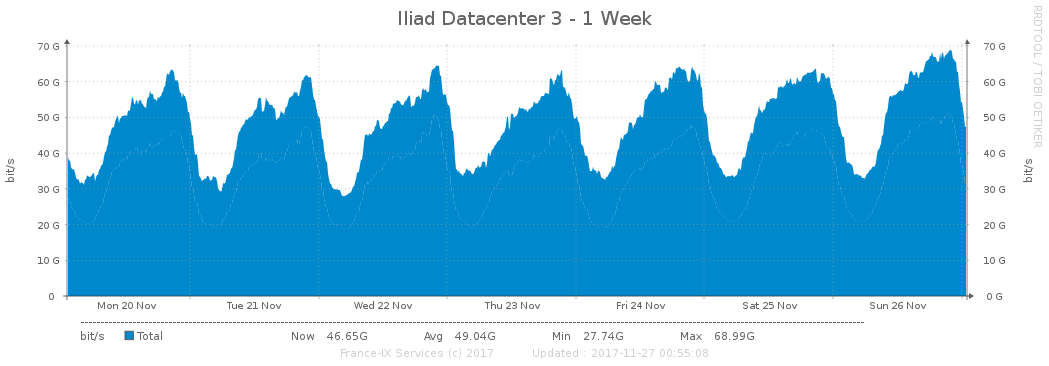 Iliad Datacenter 3 - 1 Week
RRDTOOL / TOBI OETIKER
70 G 70 G
60 G 60 G
50 G 50 G
40 G 40 G
30 G 30 G
20 G 20 G
10 G 10 G
0 0 G
bit/s bit/s
Mon 20 Nov Tue 21 Nov Wed 22 Nov Thu 23 Nov Fri 24 Nov Sat 25 Nov Sun 26 Nov
bit/s Total Now 46.65G Avg 49.04G Min 27.74G Max 68.99G
France-IX Services (c) 2017 Updated : 2017-11-27 00:55:08